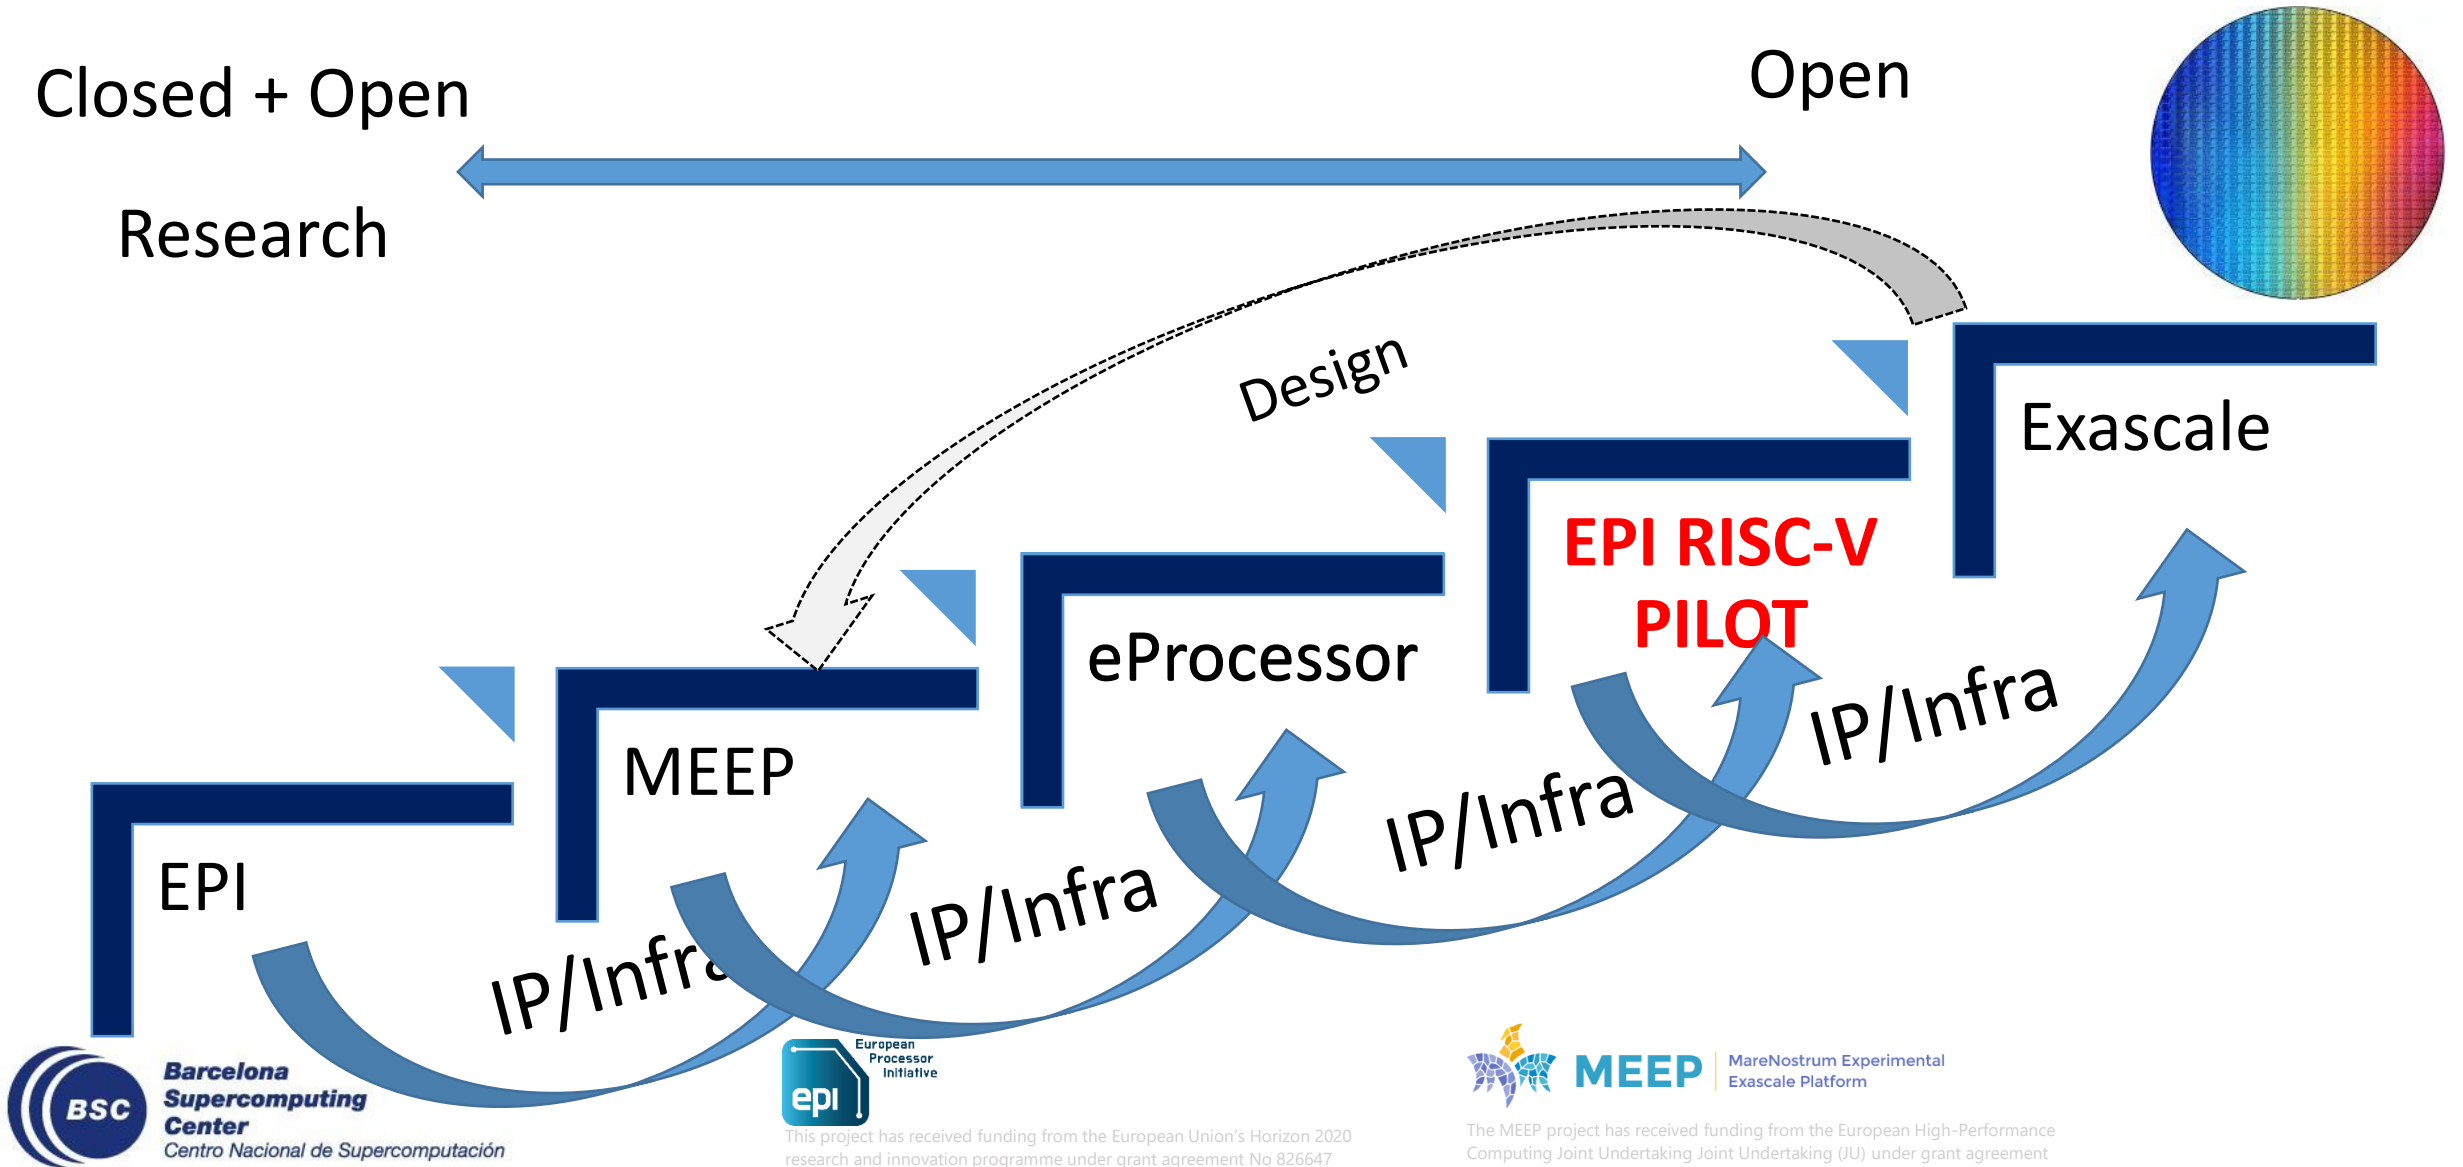 Closed + Open
Open
Research
Design
Exascale
EPI RISC-V
PILOT
eProcessor
IP/Infra
MEEP
IP/Infra
EPI
IP/Infra
IP/Infra
Barcelona
Supercomputing
Center
Centro Nacional de Supercomputación
BSC
European
Processor
Initiative
epi
This project has received funding from the European Union's Horizon 2020
research and innovation programme under grant agreement No 826647
MEEP
MareNostrum Experimental
Exascale Platform
The MEEP project has received funding from the European High-Performance
Computing Joint Undertaking Joint Undertaking (JU) under grant agreement